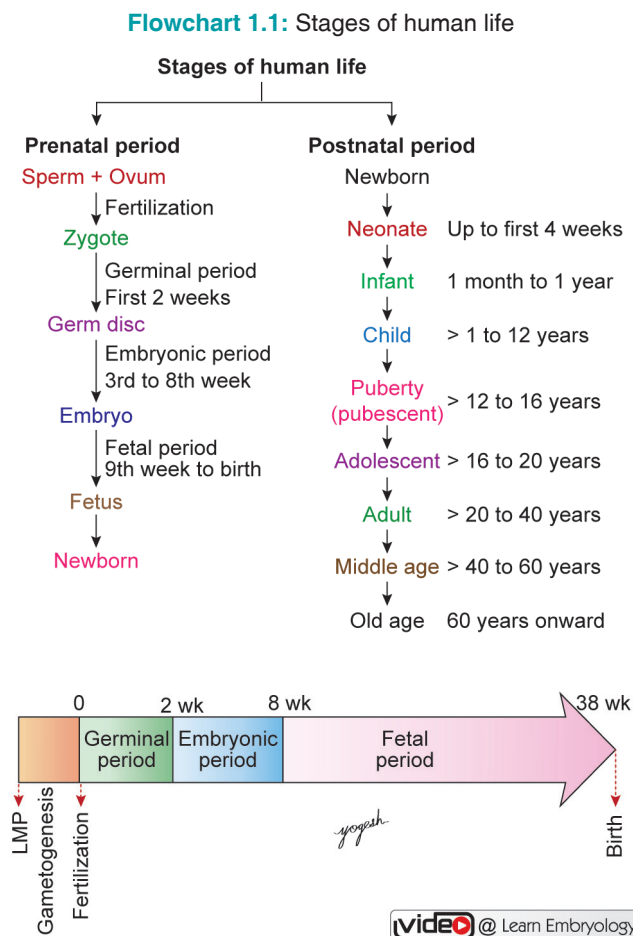 Flowchart 1.1: Stages of human life
Stages of human life
Prenatal period
Sperm + Ovum
Fertilization
Zygote
Germinal period
First 2 weeks
Germ disc
Embryonic period
3rd to 8th week
Embryo
Fetal period
9th week to birth
Fetus
Newborn
Postnatal period
Newborn
Neonate Up to first 4 weeks
Infant 1 month to 1 year
Child > 1 to 12 years
Puberty
(pubescent) > 12 to 16 years
Adolescent > 16 to 20 years
Adult > 20 to 40 years
Middle age > 40 to 60 years
Old age 60 years onward
0 2 wk 8 wk 38 wk
Germinal
period
Embryonic
period
Fetal
period
LMP
Gametogenesis
Fertilization
Birth
yogesh
video @ Learn Embryology